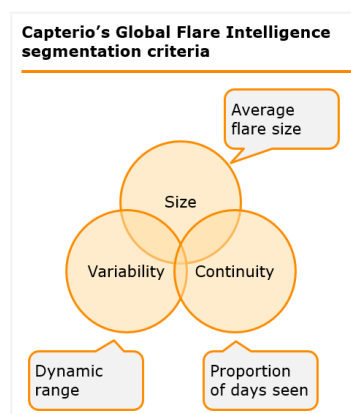 Capterio's Global Flare Intelligence
segmentation criteria
Average
flare size
Size
Variability
Continuity
Dynamic
range
Proportion
of days seen